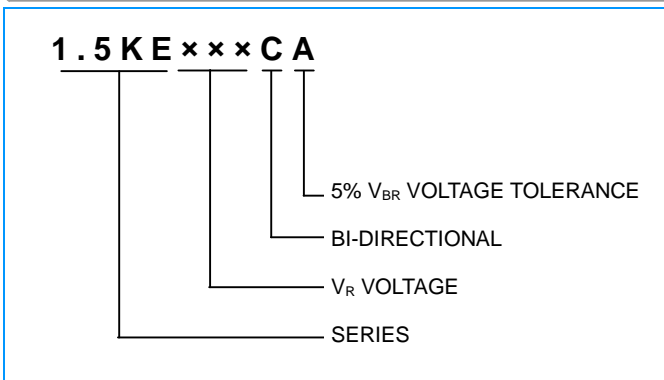 1.5KE×××CA
5% VBR VOLTAGE TOLERANCE
BI-DIRECTIONAL
VR VOLTAGE
SERIES